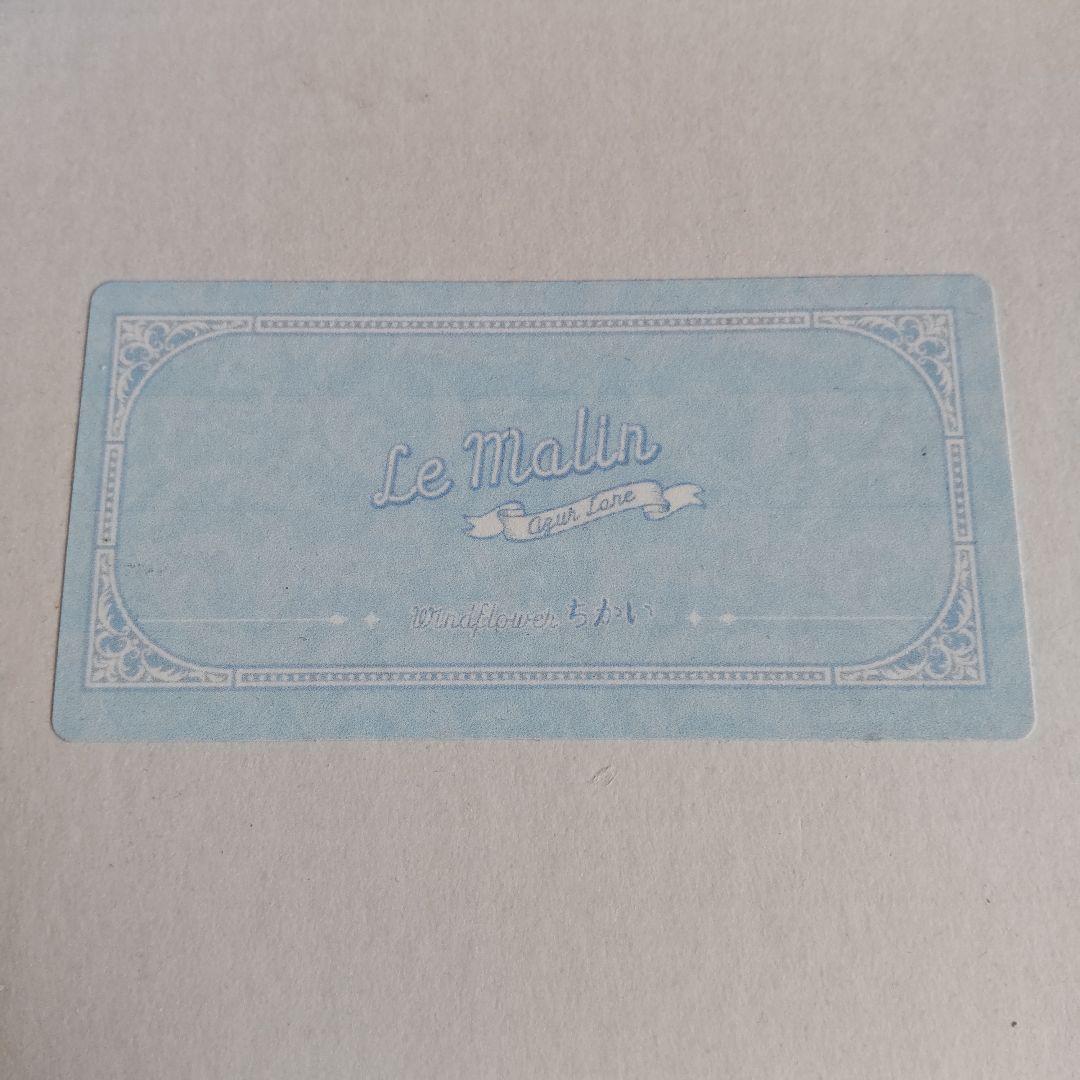 Le Malin
Azur Lane
Windflower ちかい